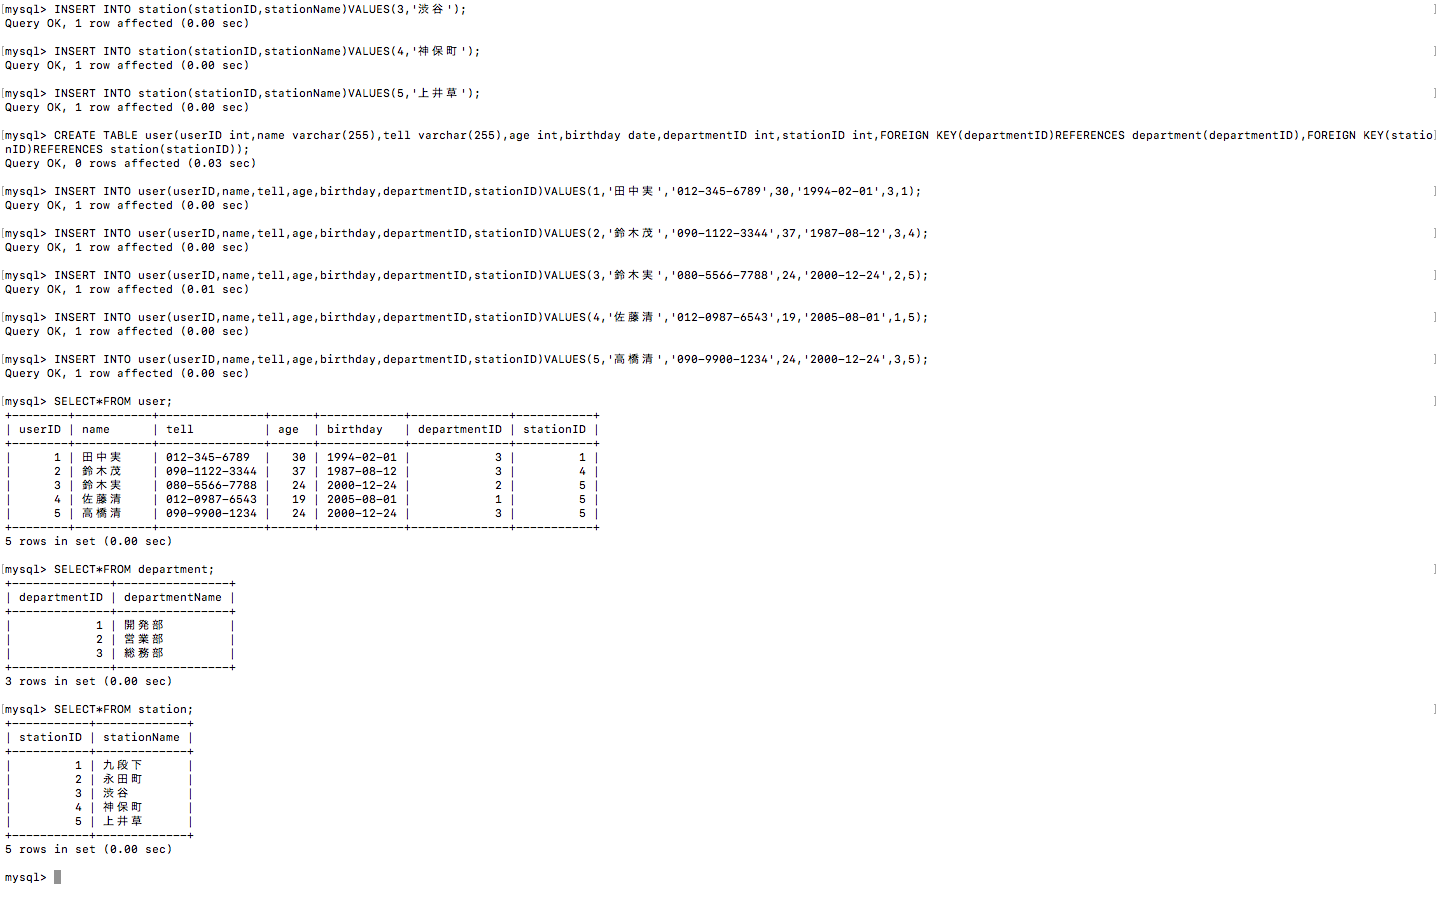 mysql> INSERT INTO station(stationID,stationName)VALUES(3,'渋谷');
Query OK, 1 row affected (0.00 sec)
mysql> INSERT INTO station(stationID,stationName)VALUES(4,'神保町');
Query OK, 1 row affected (0.00 sec)
mysql> INSERT INTO station(stationID,stationName)VALUES(5,'上井草');
Query OK, 1 row affected (0.00 sec)
mysql> CREATE TABLE user(userID int,name varchar(255),tell varchar(255),age int,birthday date,departmentID int,stationID int,FOREIGN KEY(departmentID)REFERENCES department(departmentID),FOREIGN KEY(statio
nID)REFERENCES station(stationID));
Query OK, 0 rows affected (0.03 sec)
mysql> INSERT INTO user(userID,name,tell,age,birthday,departmentID,stationID)VALUES(1,'田中実','012-345-6789',30,'1994-02-01',3,1);
Query OK, 1 row affected (0.00 sec)
mysql> INSERT INTO user(userID,name,tell,age,birthday,departmentID,stationID)VALUES(2,'鈴木茂','090-1122-3344',37,'1987-08-12',3,4);
Query OK, 1 row affected (0.00 sec)
mysql> INSERT INTO user(userID,name,tell,age,birthday,departmentID,stationID)VALUES(3,'鈴木実','080-5566-7788',24,'2000-12-24',2,5);
Query OK, 1 row affected (0.01 sec)
mysql> INSERT INTO user(userID,name,tell,age,birthday,departmentID,stationID)VALUES(4,'佐藤清','012-0987-6543',19,'2005-08-01',1,5);
Query OK, 1 row affected (0.00 sec)
mysql> INSERT INTO user(userID,name,tell,age,birthday,departmentID,stationID)VALUES(5,'高橋清','090-9900-1234',24,'2000-12-24',3,5);
Query OK, 1 row affected (0.00 sec)
mysql> SELECT*FROM user;
+--------+-----------+---------------+------+------------+--------------+-----------+
| userID | name      | tell          | age  | birthday   | departmentID | stationID |
+--------+-----------+---------------+------+------------+--------------+-----------+
|      1 | 田中実    | 012-345-6789  |   30 | 1994-02-01 |            3 |         1 |
|      2 | 鈴木茂    | 090-1122-3344 |   37 | 1987-08-12 |            3 |         4 |
|      3 | 鈴木実    | 080-5566-7788 |   24 | 2000-12-24 |            2 |         5 |
|      4 | 佐藤清    | 012-0987-6543 |   19 | 2005-08-01 |            1 |         5 |
|      5 | 高橋清    | 090-9900-1234 |   24 | 2000-12-24 |            3 |         5 |
+--------+-----------+---------------+------+------------+--------------+-----------+
5 rows in set (0.00 sec)
mysql> SELECT*FROM department;
+--------------+----------------+
| departmentID | departmentName |
+--------------+----------------+
|            1 | 開発部         |
|            2 | 営業部         |
|            3 | 総務部         |
+--------------+----------------+
3 rows in set (0.00 sec)
mysql> SELECT*FROM station;
+-----------+-------------+
| stationID | stationName |
+-----------+-------------+
|         1 | 九段下      |
|         2 | 永田町      |
|         3 | 渋谷        |
|         4 | 神保町      |
|         5 | 上井草      |
+-----------+-------------+
5 rows in set (0.00 sec)
mysql>